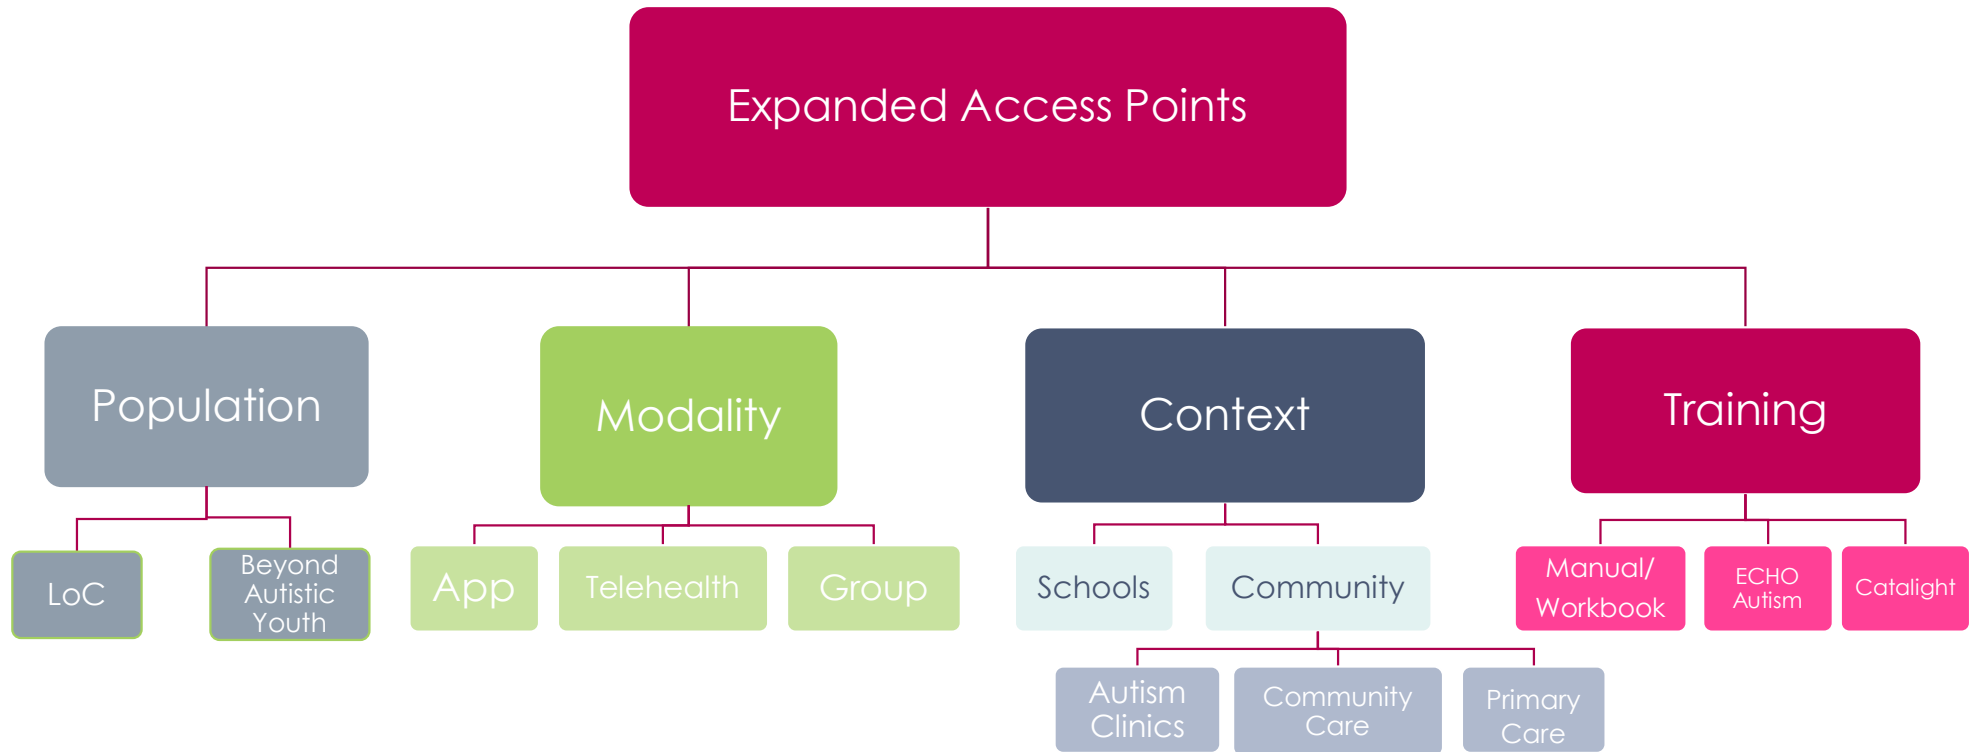 Expanded Access Points
Population
Modality
Context
Training
LoC
Beyond
Autistic
Youth
App
Telehealth
Group
Schools
Community
Manual/
Workbook
ECHO
Autism
Catalight
Autism
Clinics
Community
Care
Primary
Care